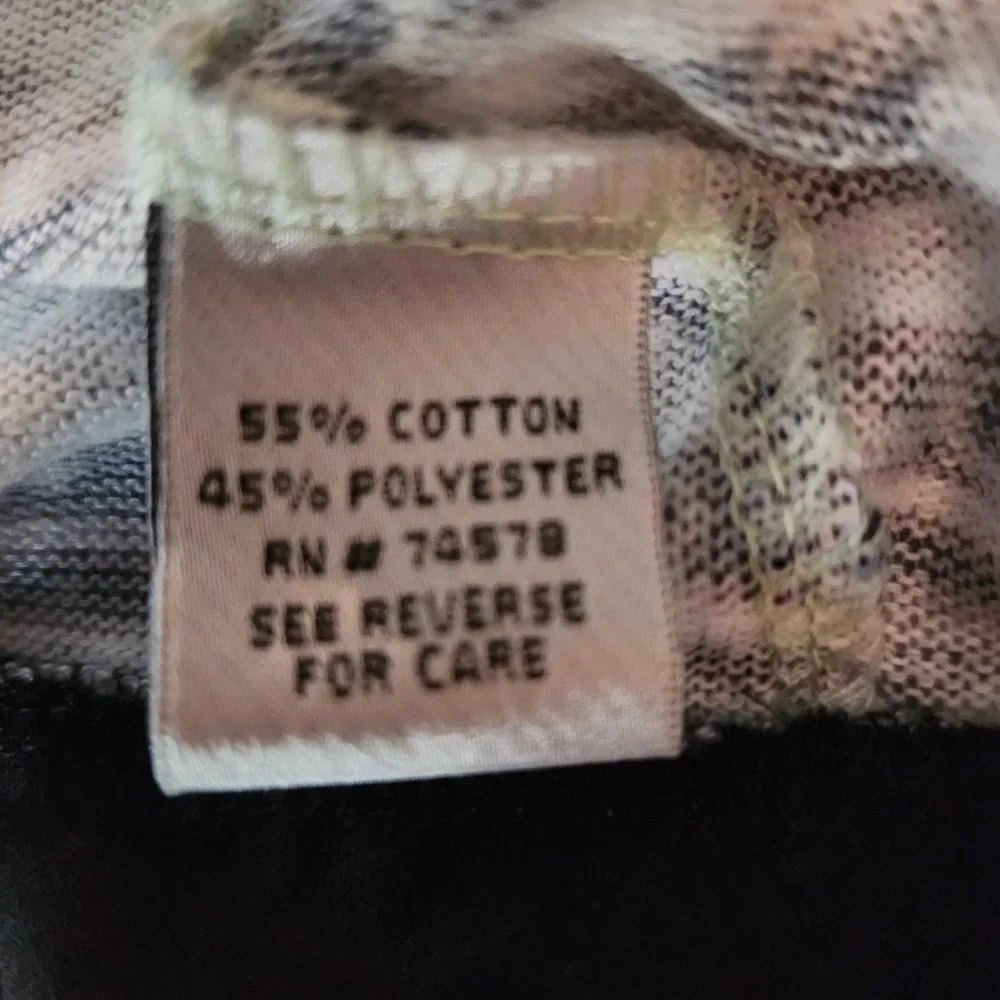 55% COTTON
45% POLYESTER
RN # 74578
SEE REVERSE
FOR CARE